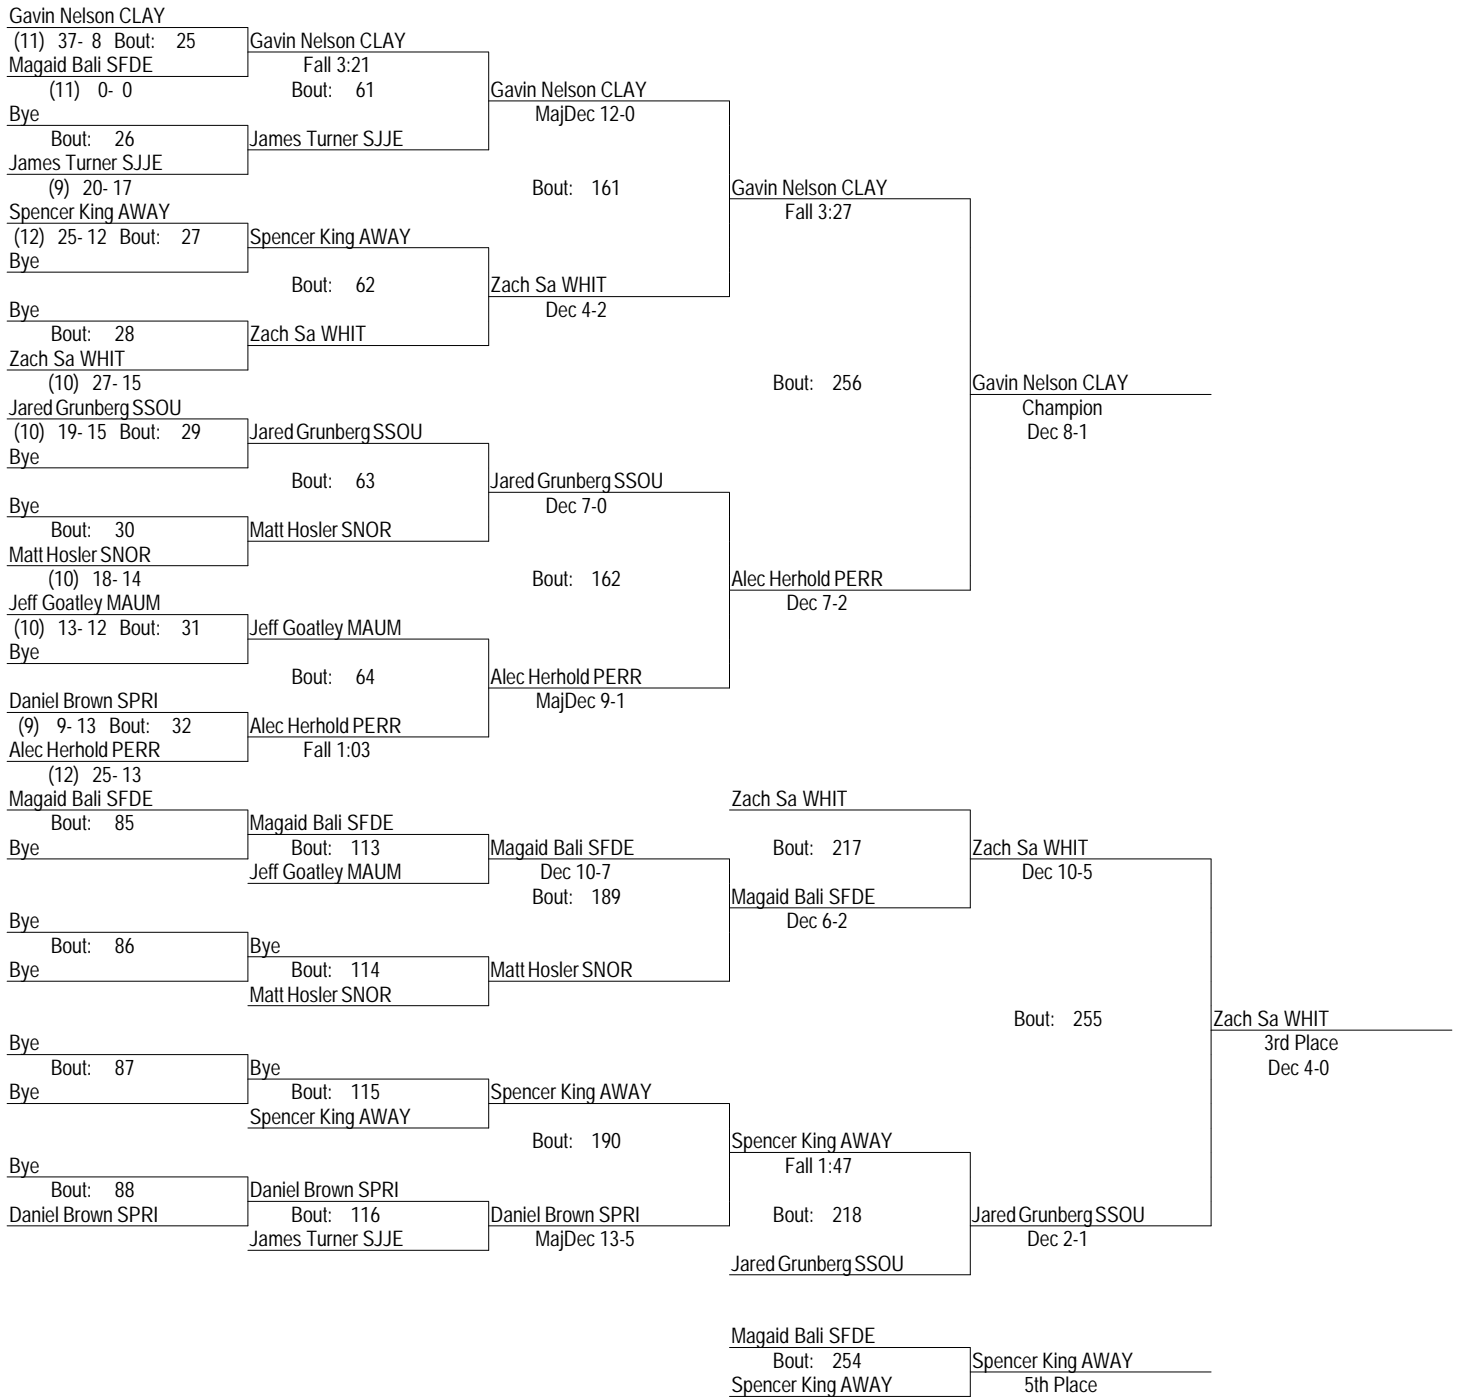 Gavin Nelson CLAY
(11) 37- 8 Bout: 25
Magaid Bali SFDE
(11) 0- 0
Bye
Bout: 26
James Turner SJJE
(9) 20- 17
Spencer King AWAY
(12) 25- 12 Bout: 27
Bye
Bye
Bout: 28
Zach Sa WHIT
(10) 27- 15
Jared Grunberg SSOU
(10) 19- 15 Bout: 29
Bye
Bye
Bout: 30
Matt Hosler SNOR
(10) 18- 14
Jeff Goatley MAUM
(10) 13- 12 Bout: 31
Bye
Daniel Brown SPRI
(9) 9- 13 Bout: 32
Alec Herhold PERR
(12) 25- 13
Gavin Nelson CLAY
Fall 3:21
Bout: 61
James Turner SJJE
Spencer King AWAY
Bout: 62
Zach Sa WHIT
Jared Grunberg SSOU
Bout: 63
Matt Hosler SNOR
Jeff Goatley MAUM
Bout: 64
Alec Herhold PERR
Fall 1:03
Gavin Nelson CLAY
MajDec 12-0
Bout: 161
Zach Sa WHIT
Dec 4-2
Jared Grunberg SSOU
Dec 7-0
Bout: 162
Alec Herhold PERR
MajDec 9-1
Gavin Nelson CLAY
Fall 3:27
Bout: 256
Alec Herhold PERR
Dec 7-2
Gavin Nelson CLAY
Champion
Dec 8-1
Magaid Bali SFDE
Bout: 85
Bye
Bye
Bout: 86
Bye
Bye
Bout: 87
Bye
Bye
Bout: 88
Daniel Brown SPRI
Magaid Bali SFDE
Bout: 113
Jeff Goatley MAUM
Bye
Bout: 114
Matt Hosler SNOR
Bye
Bout: 115
Spencer King AWAY
Daniel Brown SPRI
Bout: 116
James Turner SJJE
Magaid Bali SFDE
Dec 10-7
Bout: 189
Matt Hosler SNOR
Spencer King AWAY
Bout: 190
Daniel Brown SPRI
MajDec 13-5
Zach Sa WHIT
Bout: 217
Magaid Bali SFDE
Dec 6-2
Spencer King AWAY
Fall 1:47
Bout: 218
Jared Grunberg SSOU
Zach Sa WHIT
Dec 10-5
Bout: 255
Jared Grunberg SSOU
Dec 2-1
Zach Sa WHIT
3rd Place
Dec 4-0
Magaid Bali SFDE
Bout: 254
Spencer King AWAY
Spencer King AWAY
5th Place